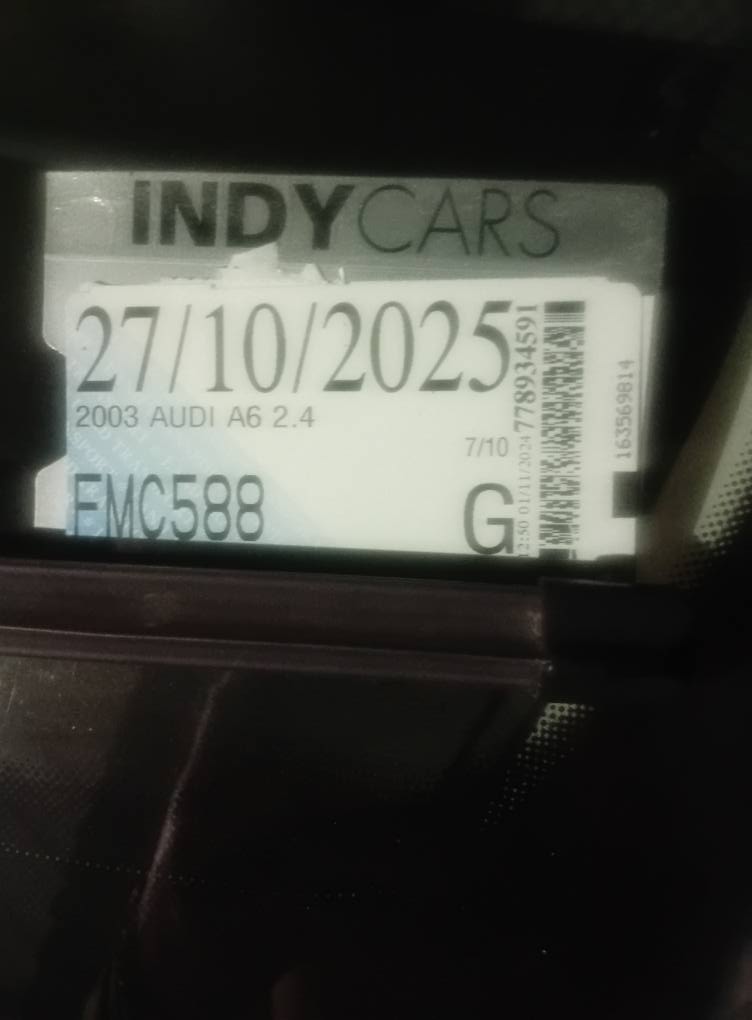 INDYCARS
27/10/2025
2003 AUDI A6 2.4
7/10
FMC588
G
12:50 01/11/2024 778934591
163569814